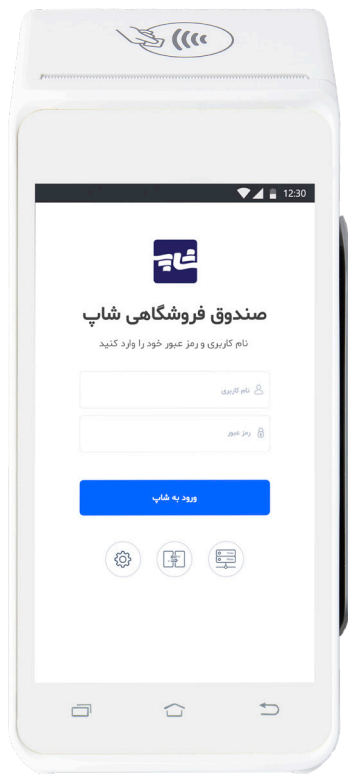 12:30
شاپ
صندوق فروشگاهی شاپ
نام کاربری و رمز عبور خود را وارد کنید
نام کاربری
رمز عبور
ورود به شاپ